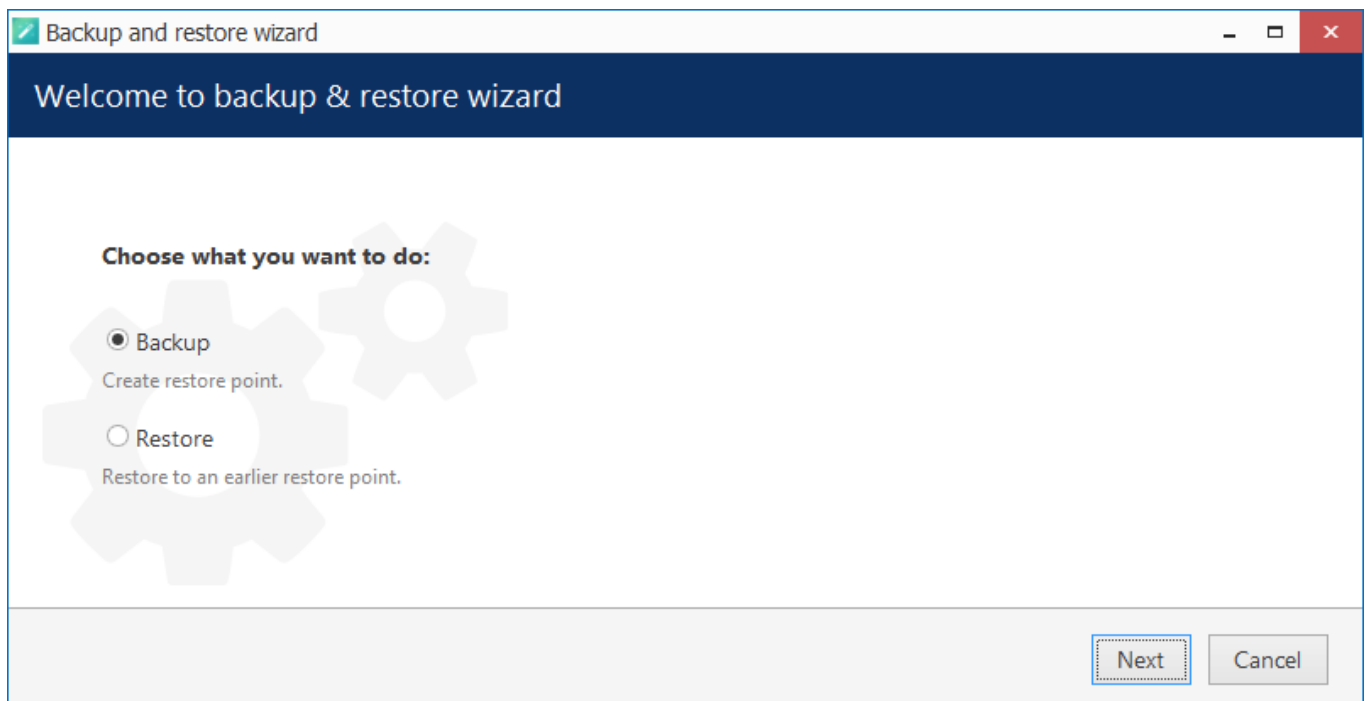 Backup and restore wizard
Welcome to backup & restore wizard
Choose what you want to do:
Backup
Create restore point.
Restore
Restore to an earlier restore point.
Next
Cancel